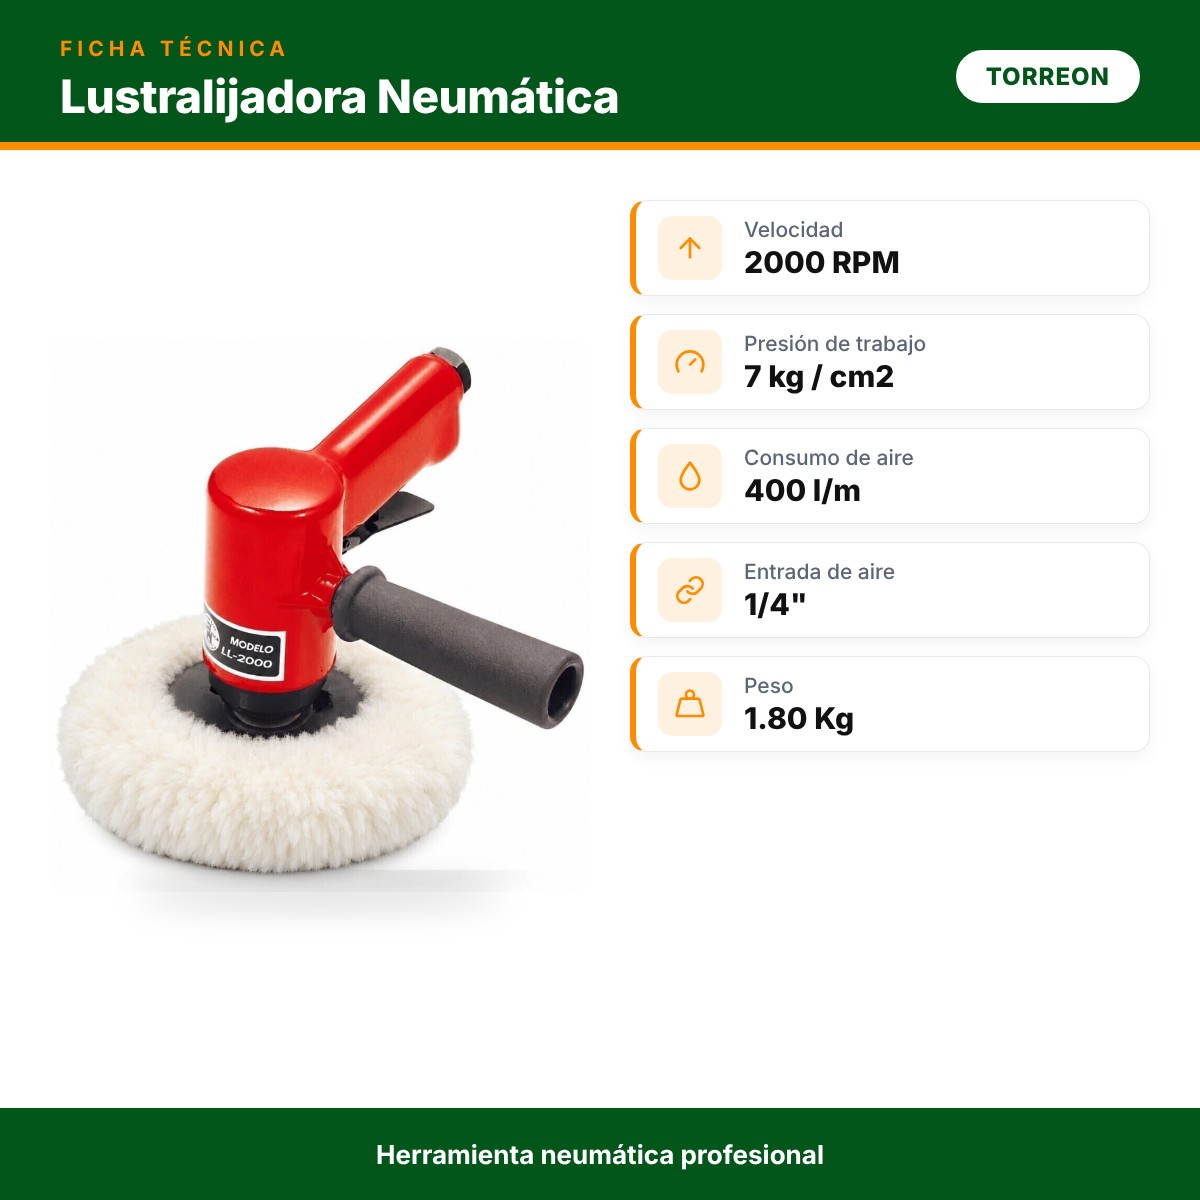 FICHA TÉCNICA
Lustralijadora Neumática
TORREON
Velocidad
2000 RPM
Presión de trabajo
7 kg / cm2
Consumo de aire
400 l/m
Entrada de aire
1/4"
Peso
1.80 Kg
MODELO
LL-2000
Herramienta neumática profesional